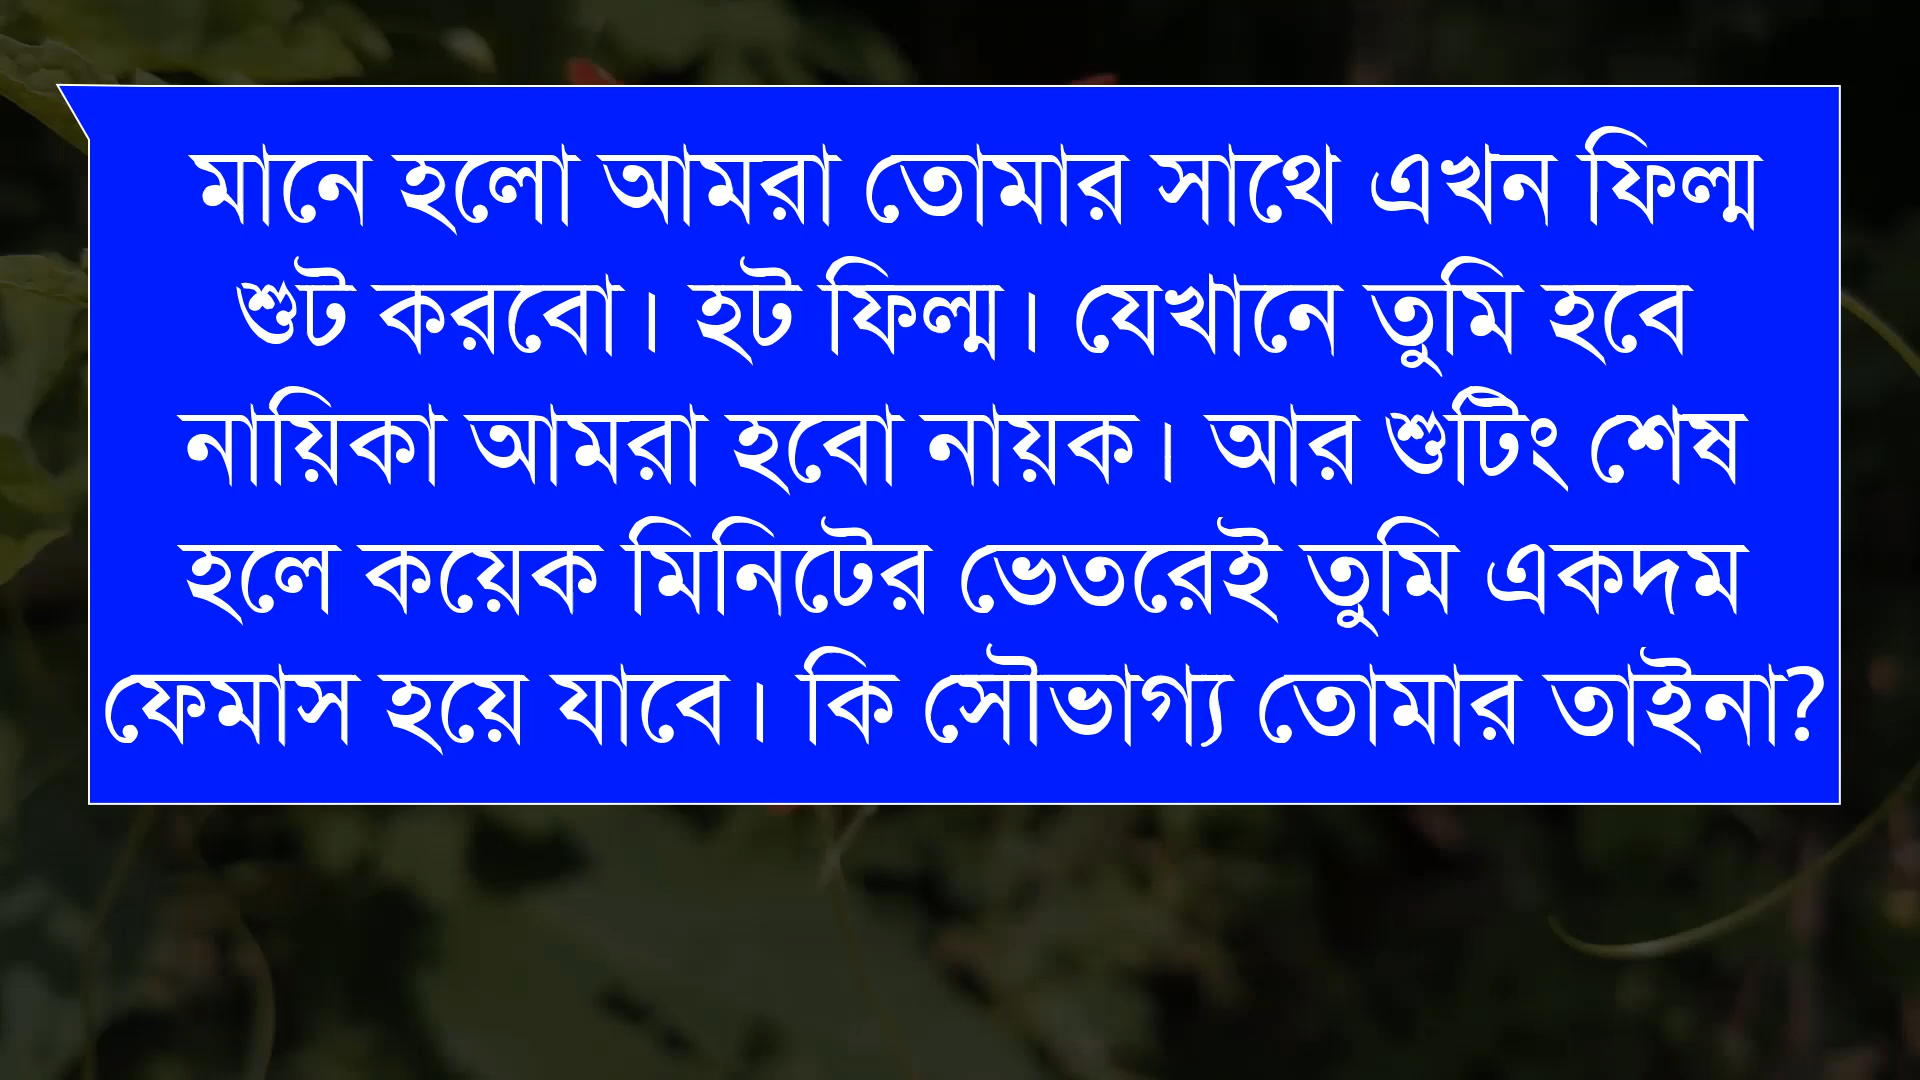 মানে হলো আমরা তোমার সাথে এখন ফিল্ম
শুট করবো। হট ফিল্ম। যেখানে তুমি হবে
নায়িকা আমরা হবো নায়ক। আর শুটিং শেষ
হলে কয়েক মিনিটের ভেতরেই তুমি একদম
ফেমাস হয়ে যাবে। কি সৌভাগ্য তোমার তাইনা?